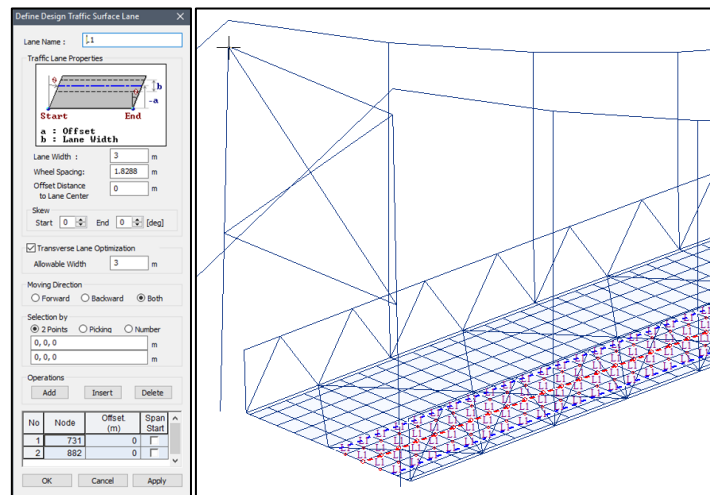 Define Design Traffic Surface Lane
Lane Name : L1
Traffic Lane Properties
b
-a
Start End
a : Offset
b : Lane Width
Lane Width : 3 m
Wheel Spacing: 1.8288 m
Offset Distance 0 m
to Lane Center
Skew
Start 0 End 0 [deg]
Transverse Lane Optimization
Allowable Width 3 m
Moving Direction
Forward Backward Both
Selection by
2 Points Picking Number
0, 0, 0 m
0, 0, 0 m
Operations
Add Insert Delete
No Node Offset (m) Span Start
1 731 0
2 882 0
OK Cancel Apply